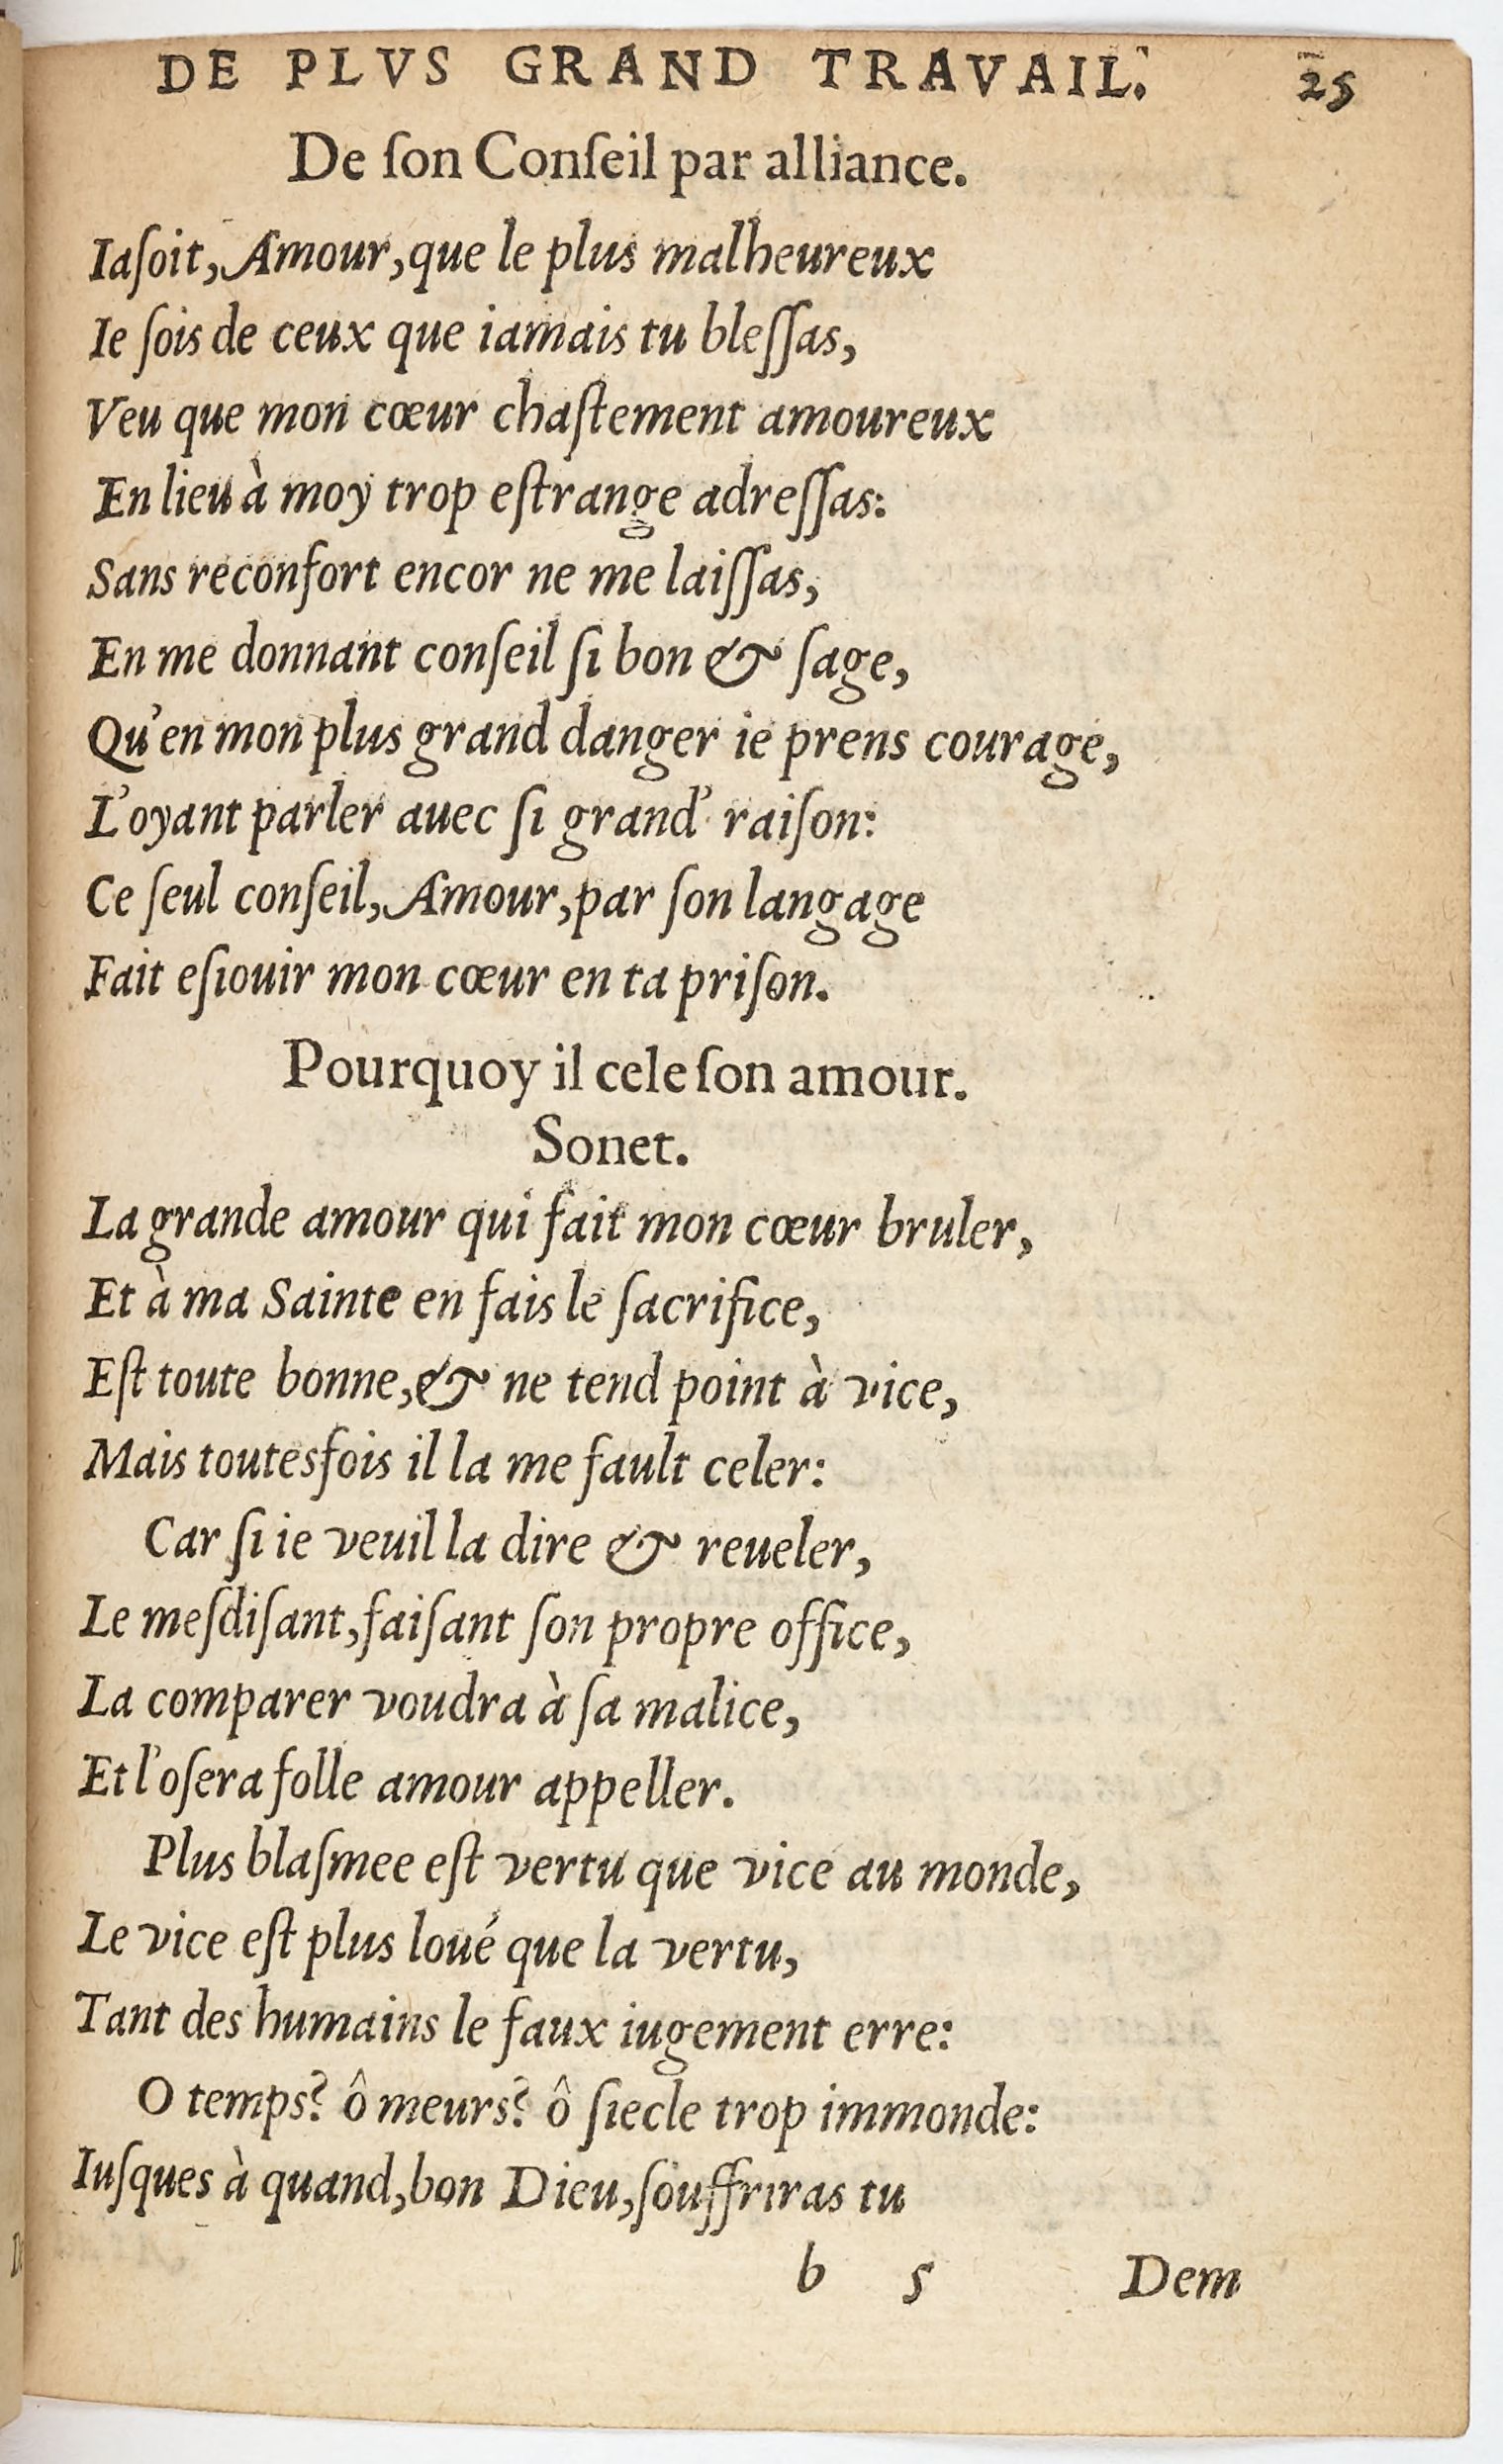 DE PLVS GRAND TRAVAIL. 25
De ſon Conſeil par alliance.
Iaſoit, Amour, que le plus malheureux
Ie ſois de ceux que iamais tu bleſſas,
Veu que mon cœur chaſtement amoureux
En lieu à moy trop eſtrange adreſſas:
Sans reconfort encor ne me laiſſas,
En me donnant conſeil ſi bon & ſage,
Qu'en mon plus grand danger ie prens courage,
L'oyant parler auec ſi grand' raiſon:
Ce ſeul conſeil, Amour, par ſon langage
Fait eſiouir mon cœur en ta priſon.
Pourquoy il cele ſon amour.
Sonet.
La grande amour qui fait mon cœur bruler,
Et à ma Sainte en fais le ſacrifice,
Eſt toute bonne, & ne tend point à vice,
Mais toutesfois il la me fault celer:
Car ſi ie veuil la dire & reueler,
Le meſdiſant, faiſant ſon propre office,
La comparer voudra à ſa malice,
Et l'oſera folle amour appeller.
Plus blaſmee eſt vertu que vice au monde,
Le vice eſt plus loué que la vertu,
Tant des humains le faux iugement erre:
O temps? ô meurs? ô ſiecle trop immonde:
Iuſques à quand, bon Dieu, ſouffriras tu
b 5 Dem